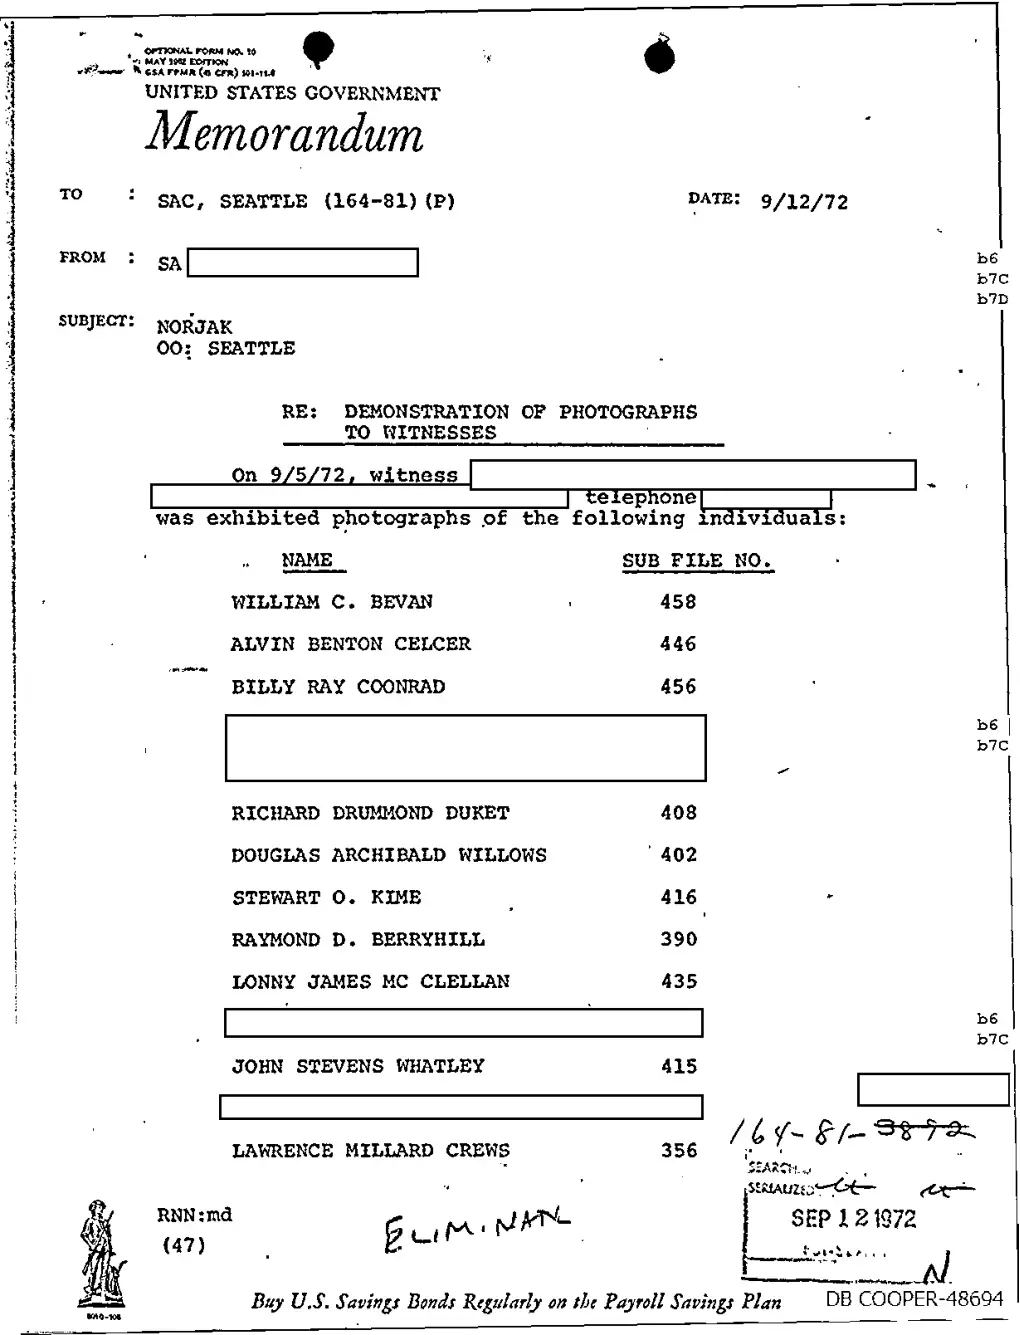 OPTIONAL FORM NO. 10
MAY 1962 EDITION
GSA FPMR (41 CFR) 101-11.6
UNITED STATES GOVERNMENT
Memorandum
TO : SAC, SEATTLE (164-81)(P) DATE: 9/12/72
FROM : SA b6
b7C
b7D
SUBJECT: NORJAK
OO: SEATTLE
RE: DEMONSTRATION OF PHOTOGRAPHS
TO WITNESSES
On 9/5/72, witness
telephone
was exhibited photographs of the following individuals:
NAME SUB FILE NO.
WILLIAM C. BEVAN 458
ALVIN BENTON CELCER 446
BILLY RAY COONRAD 456
b6
b7C
RICHARD DRUMMOND DUKET 408
DOUGLAS ARCHIBALD WILLOWS 402
STEWART O. KIME 416
RAYMOND D. BERRYHILL 390
LONNY JAMES MC CLELLAN 435
b6
b7C
JOHN STEVENS WHATLEY 415
LAWRENCE MILLARD CREWS 356
164-81-3892
SERIALIZED
RNN:md
(47)
SEP 12 1972
N
Buy U.S. Savings Bonds Regularly on the Payroll Savings Plan
5010-108
DB COOPER-48694